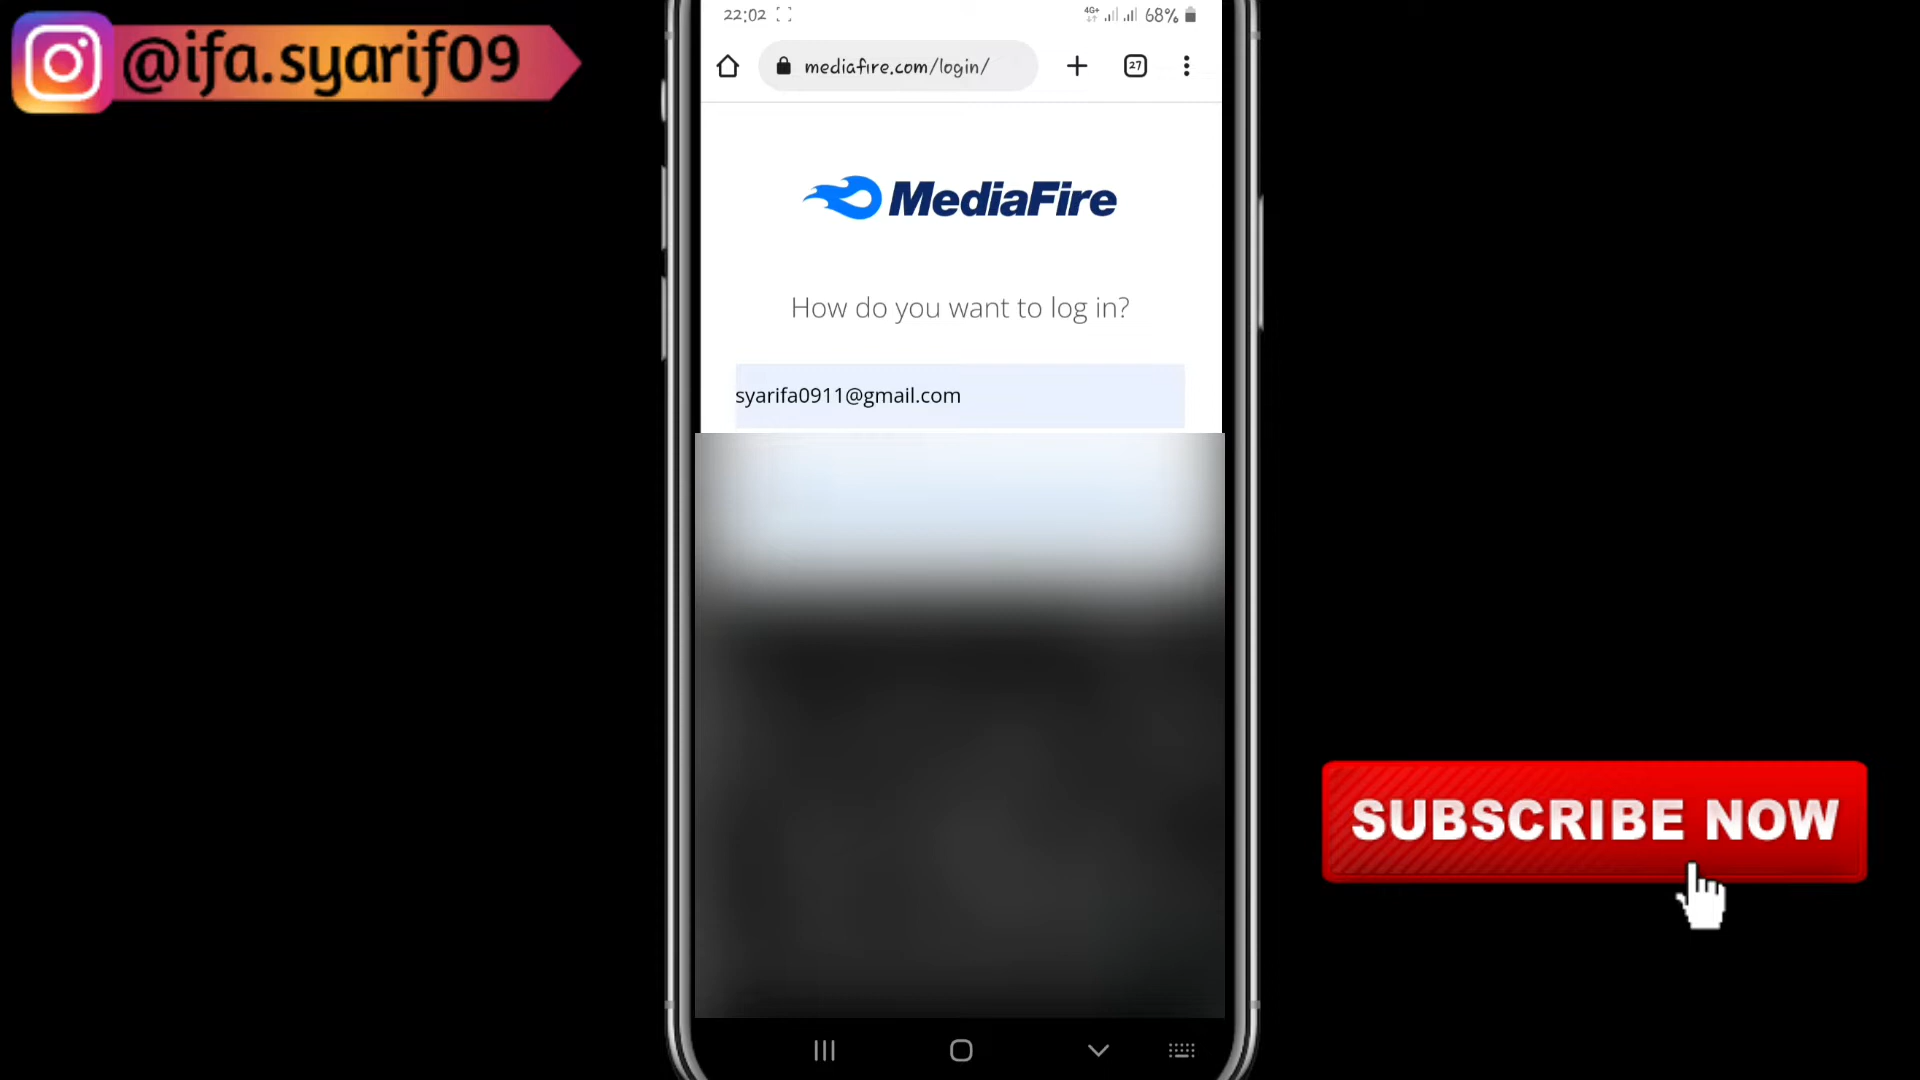 @ifa.syarif09
22:02 4G+ 68%
mediafire.com/login/ 27
MediaFire
How do you want to log in?
syarifa0911@gmail.com
SUBSCRIBE NOW